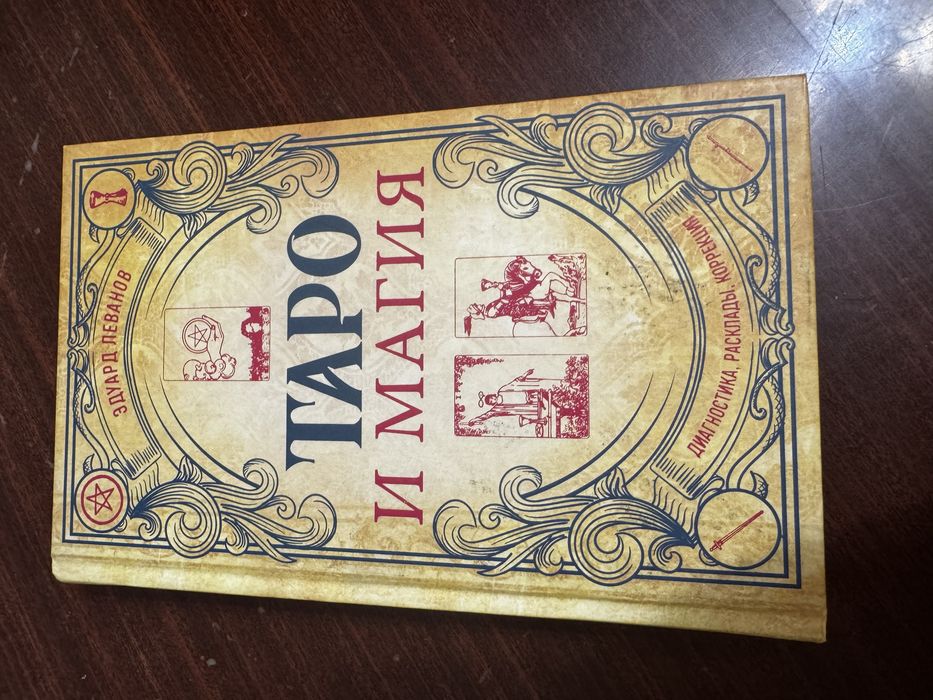 ЭДУАРД ЛЕВАНОВ
ТАРО
И МАГИЯ
ДИАГНОСТИКА, РАСКЛАДЫ, КОРРЕКЦИЯ